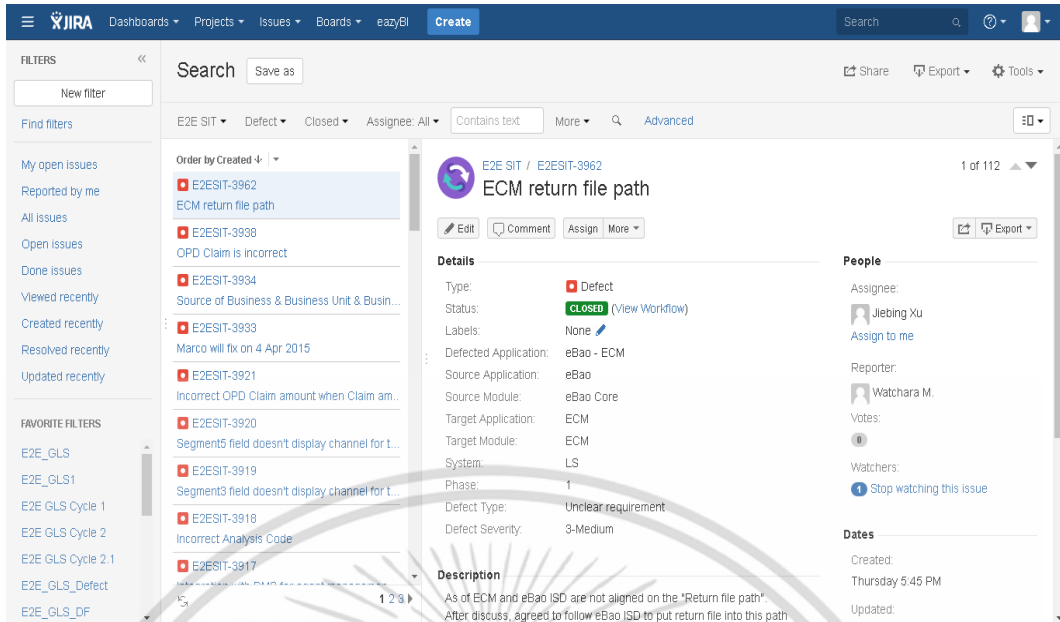 JIRA Dashboards Projects Issues Boards eazyBI Create Search
FILTERS
New filter
Find filters
My open issues
Reported by me
All issues
Open issues
Done issues
Viewed recently
Created recently
Resolved recently
Updated recently
FAVORITE FILTERS
E2E_GLS
E2E_GLS1
E2E GLS Cycle 1
E2E GLS Cycle 2
E2E GLS Cycle 2.1
E2E_GLS_Defect
E2E_GLS_DF
Search Save as
Share Export Tools
E2E SIT Defect Closed Assignee: All Contains text More Advanced
Order by Created
E2ESIT-3962
ECM return file path
E2ESIT-3938
OPD Claim is incorrect
E2ESIT-3934
Source of Business & Business Unit & Busin...
E2ESIT-3933
Marco will fix on 4 Apr 2015
E2ESIT-3921
Incorrect OPD Claim amount when Claim am..
E2ESIT-3920
Segment5 field doesn't display channel for t...
E2ESIT-3919
Segment3 field doesn't display channel for t...
E2ESIT-3918
Incorrect Analysis Code
E2ESIT-3917
1 2 3
E2E SIT / E2ESIT-3962
ECM return file path
1 of 112
Edit Comment Assign More
Export
Details
Type: Defect
Status: CLOSED (View Workflow)
Labels: None
Defected Application: eBao - ECM
Source Application: eBao
Source Module: eBao Core
Target Application: ECM
Target Module: ECM
System: LS
Phase: 1
Defect Type: Unclear requirement
Defect Severity: 3-Medium
Description
As of ECM and eBao ISD are not aligned on the "Return file path".
After discuss, agreed to follow eBao ISD to put return file into this path
People
Assignee:
Jiebing Xu
Assign to me
Reporter:
Watchara M.
Votes:
0
Watchers:
1 Stop watching this issue
Dates
Created:
Thursday 5:45 PM
Updated: